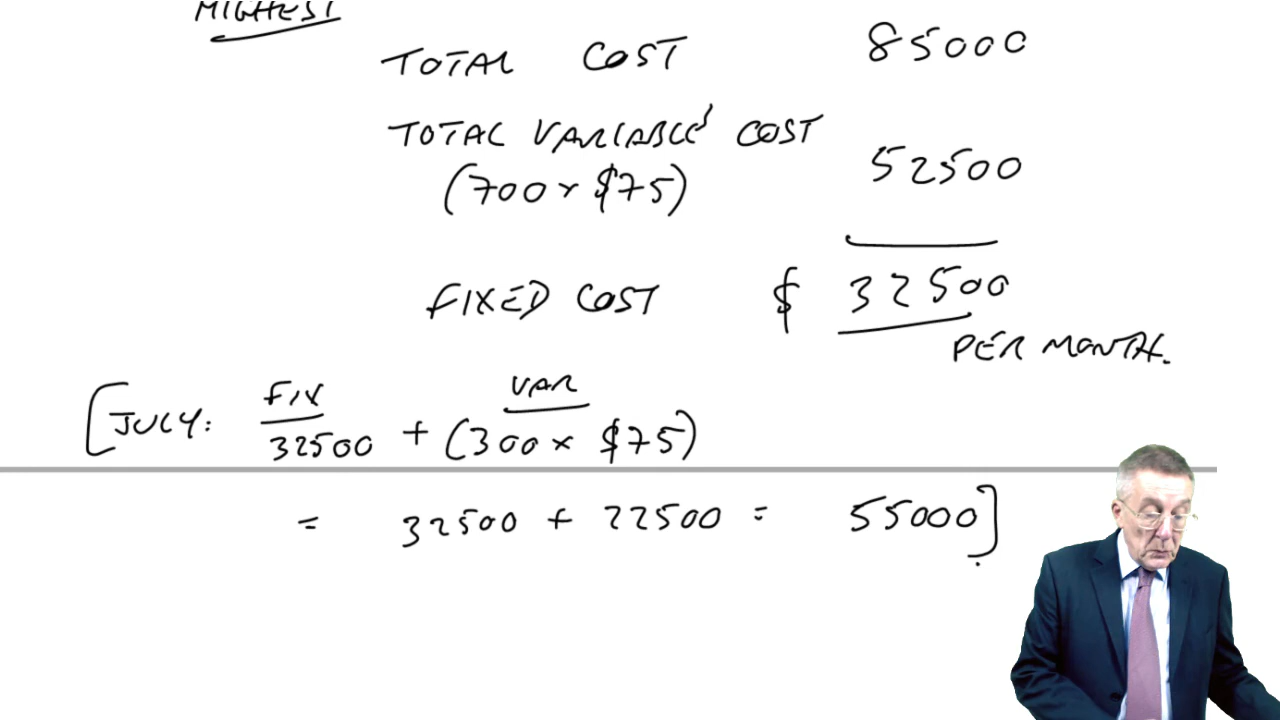 HIGHEST
TOTAL COST 85000
TOTAL VARIABLE COST
(700 x $75) 52500
FIXED COST $ 32500
PER MONTH.
FIX VAR
[JULY: 32500 + (300 x $75)
= 32500 + 22500 = 55000]